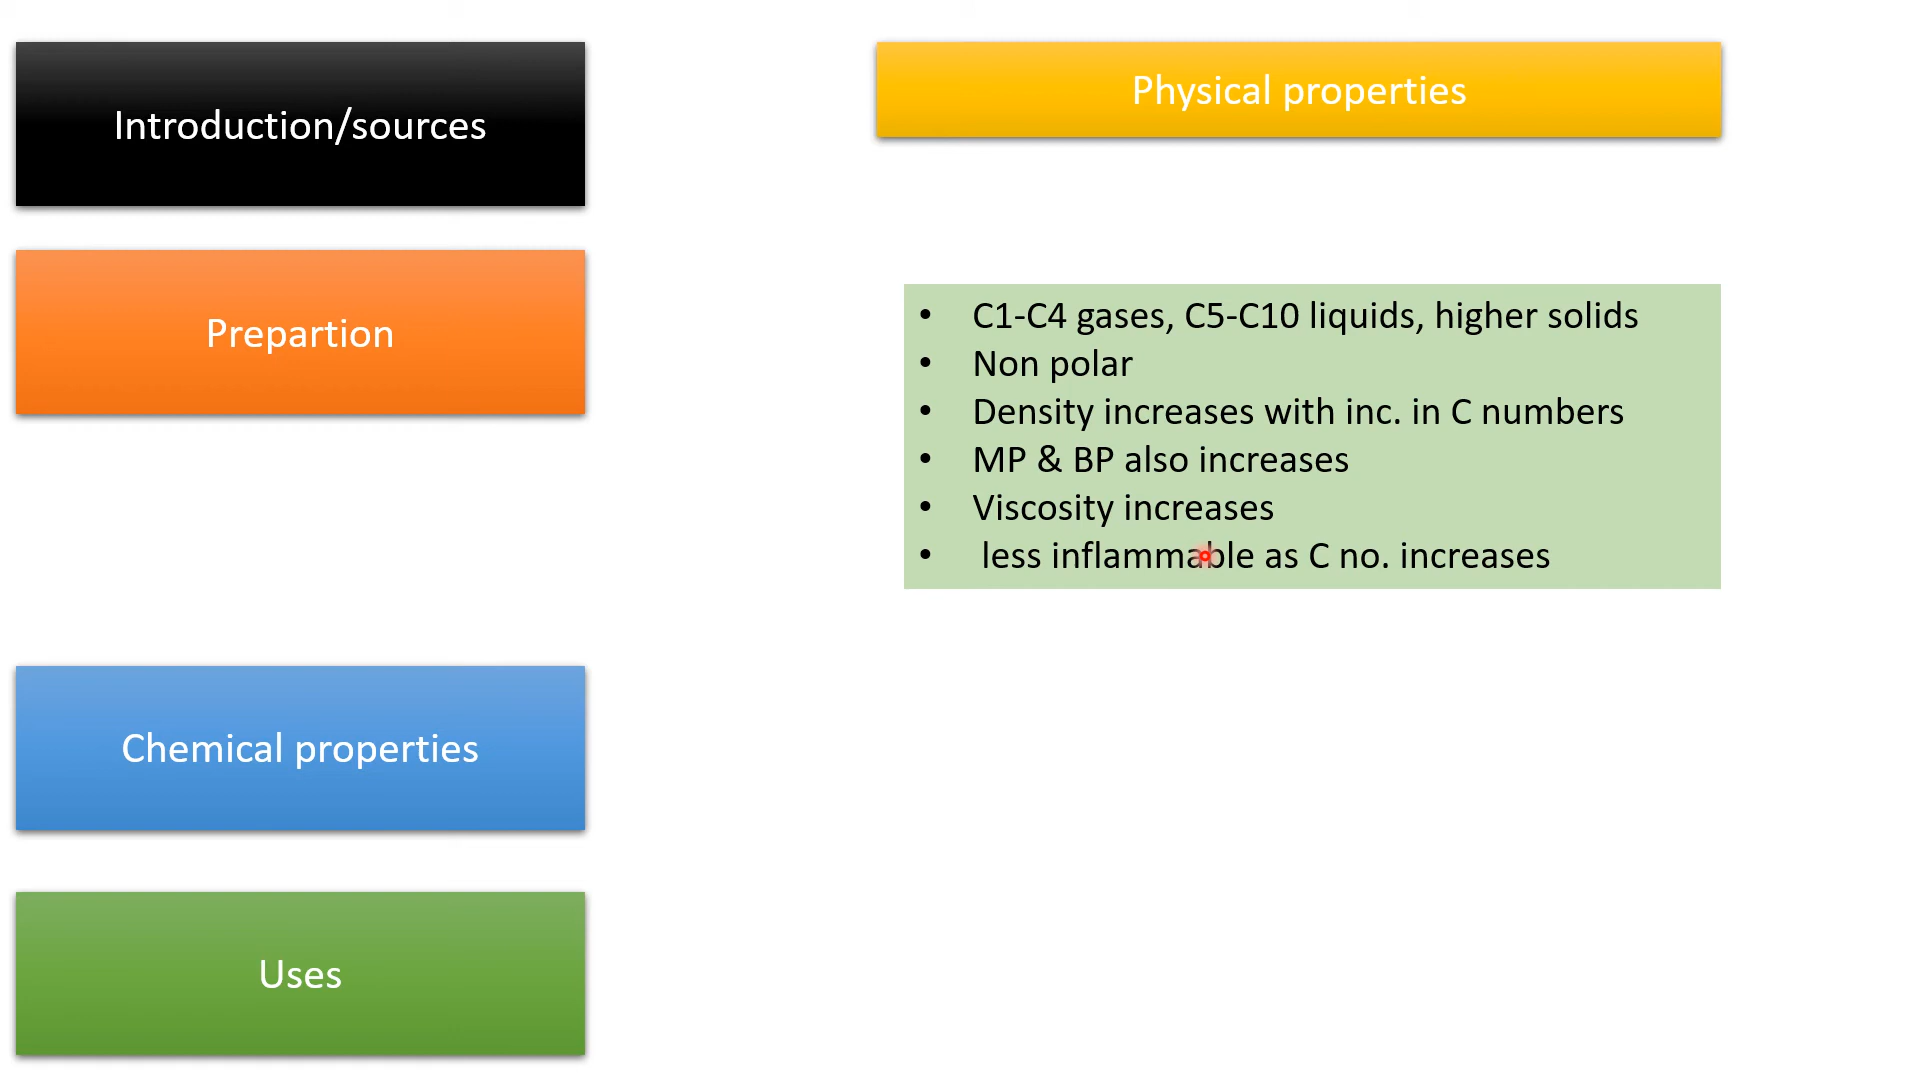 Introduction/sources
Prepartion
Chemical properties
Uses
Physical properties
• C1-C4 gases, C5-C10 liquids, higher solids
• Non polar
• Density increases with inc. in C numbers
• MP & BP also increases
• Viscosity increases
• less inflammable as C no. increases